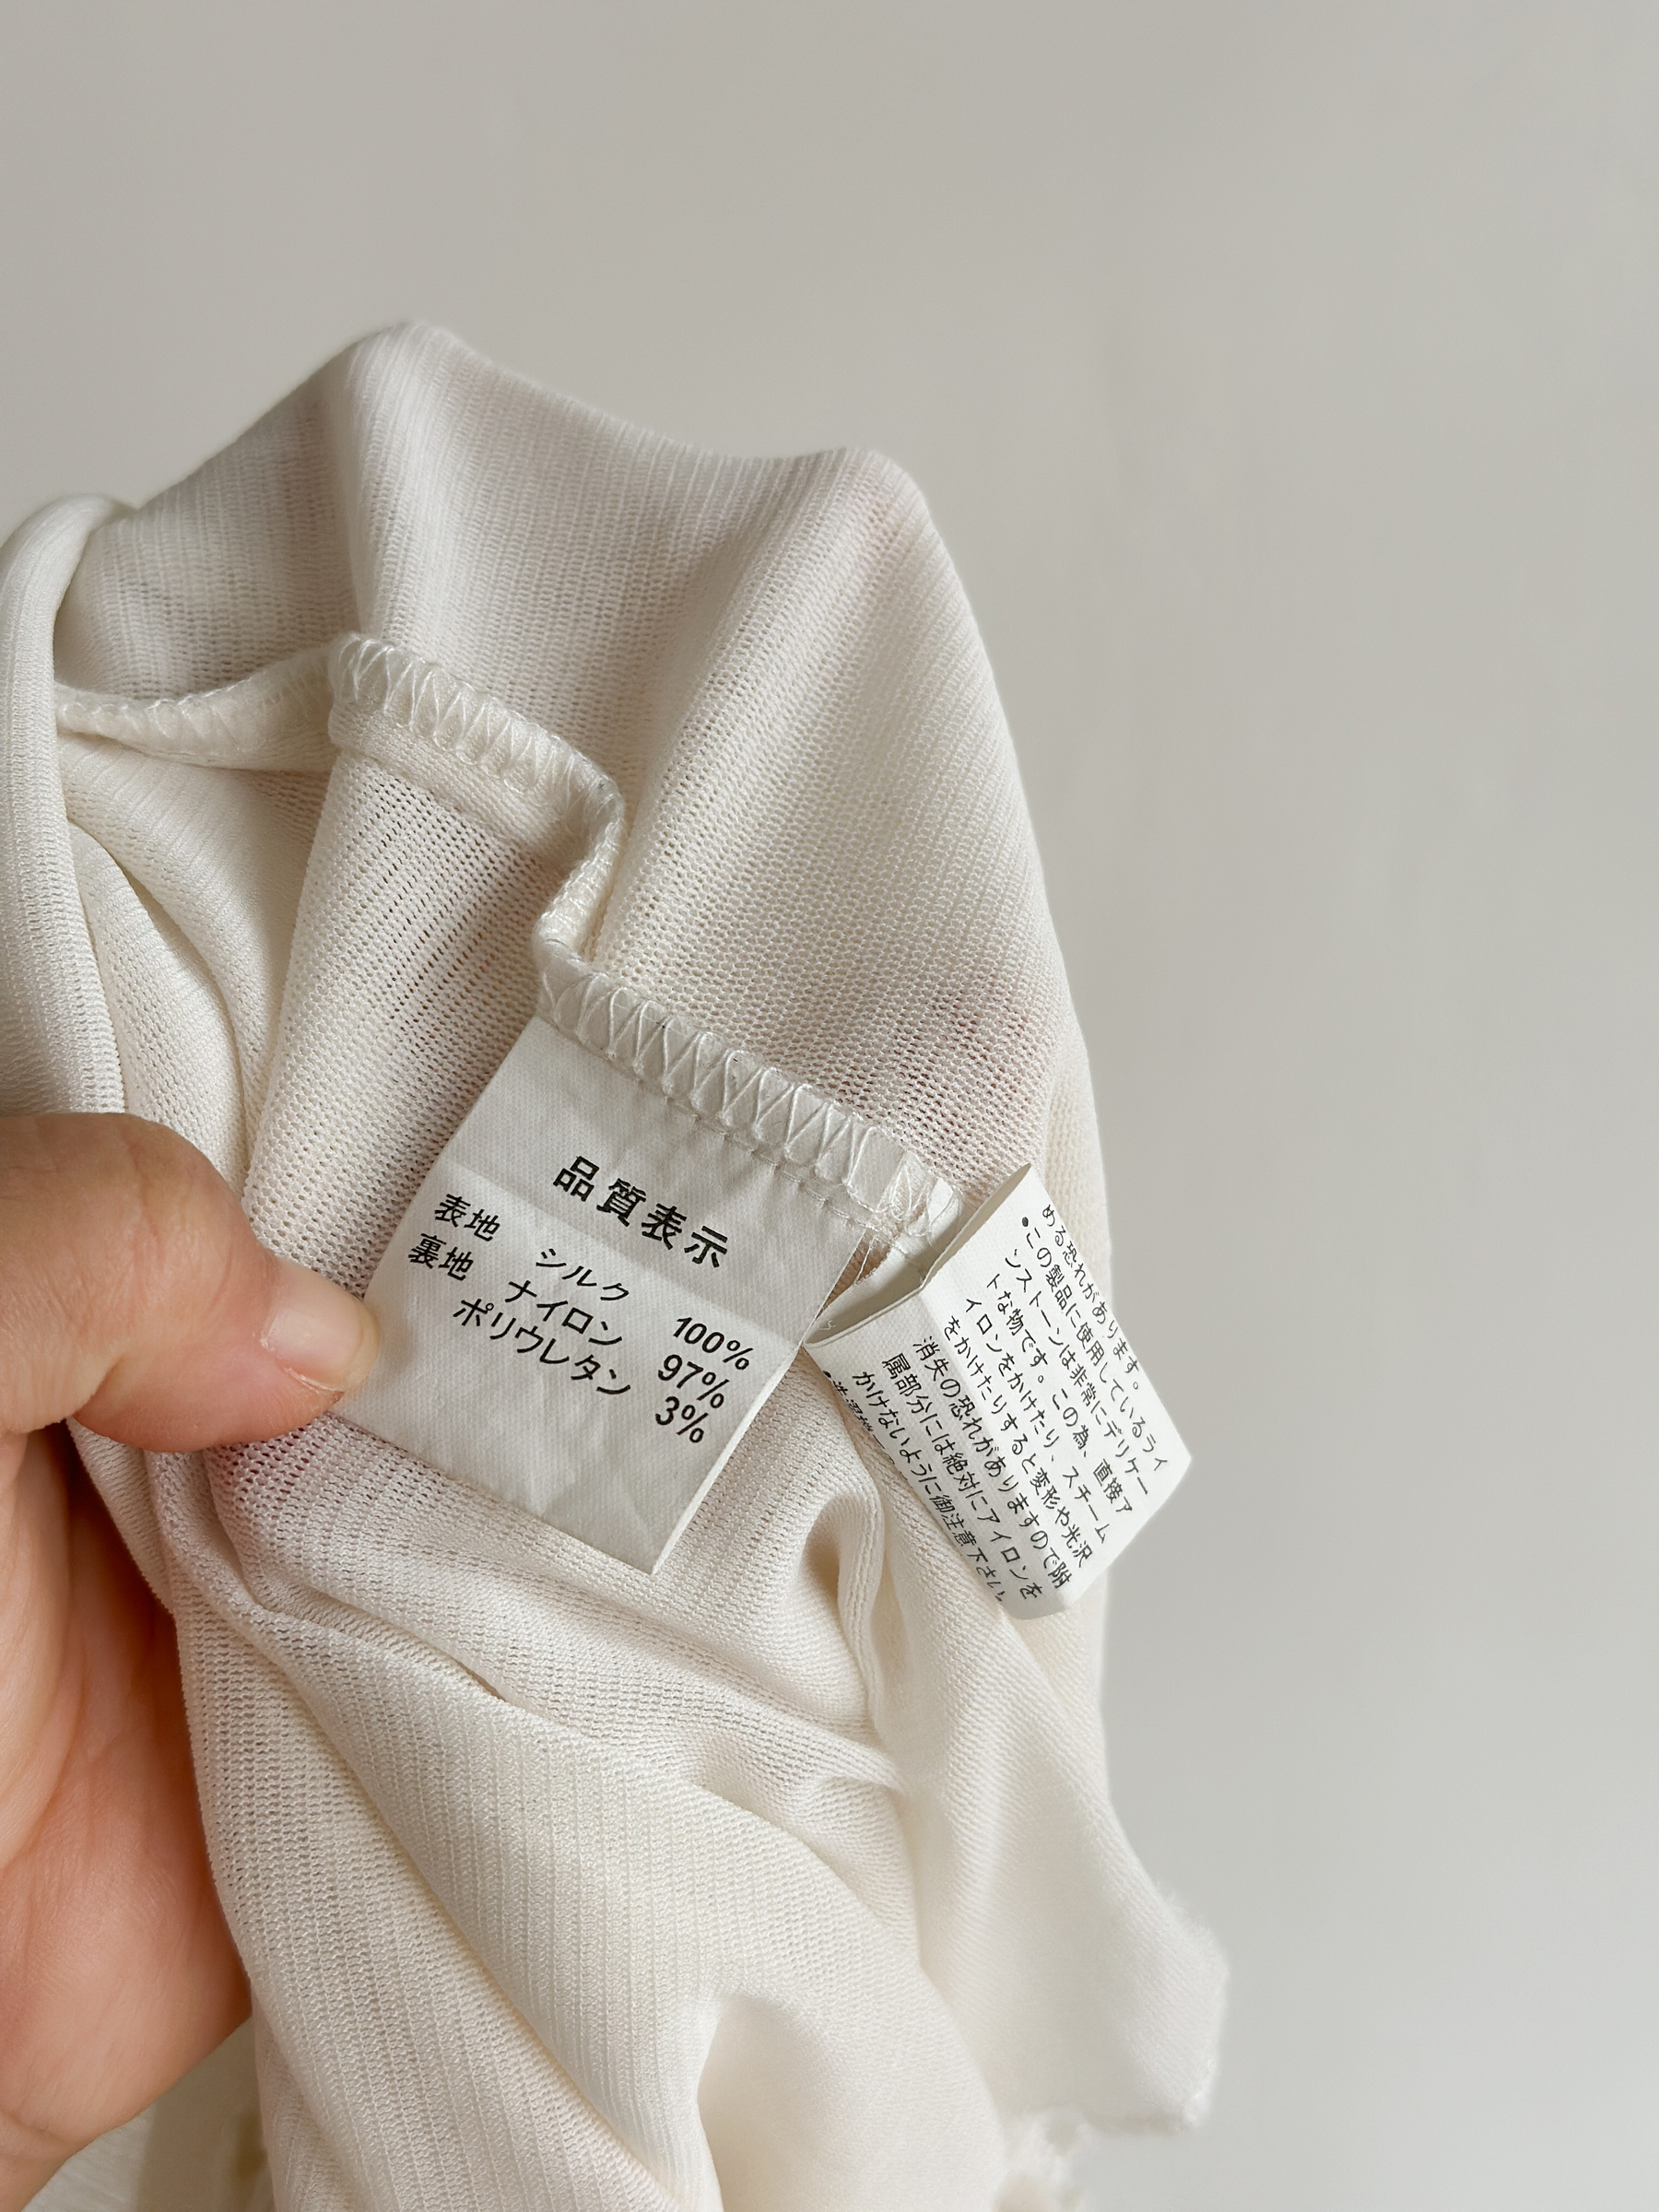 品質表示
表地 シルク 100%
裏地 ナイロン 97%
ポリウレタン 3%
める恐れがあります。
●この製品に使用しているライ
ンストーンは非常にデリケー
トな物です。この為、直接ア
イロンをかけたり、スチーム
をかけたりすると変形や光沢
消失の恐れがありますので附
属部分には絶対にアイロンを
かけないように御注意下さい